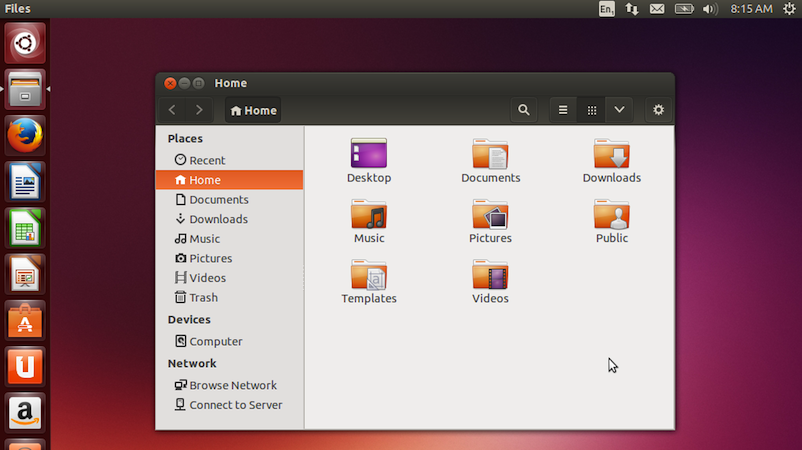 Files
En1
8:15 AM
Home
Home
Places
Recent
Home
Documents
Downloads
Music
Pictures
Videos
Trash
Devices
Computer
Network
Browse Network
Connect to Server
Desktop
Documents
Downloads
Music
Pictures
Public
Templates
Videos